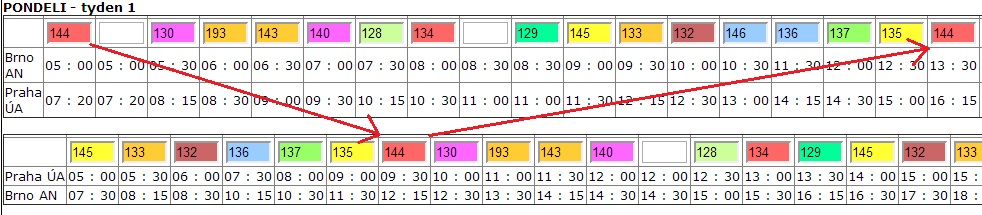 PONDELI - tyden 1
144 130 193 143 140 128 134 129 145 133 132 146 136 137 135 144
Brno AN 05 : 00 05 : 00 05 : 30 06 : 00 06 : 30 07 : 00 07 : 30 08 : 00 08 : 30 08 : 30 09 : 00 09 : 30 10 : 00 10 : 30 11 : 30 12 : 00 12 : 30 13 : 30
Praha ÚA 07 : 20 07 : 20 08 : 15 08 : 30 09 : 00 09 : 30 10 : 15 10 : 30 11 : 00 11 : 00 11 : 30 12 : 15 12 : 30 13 : 00 14 : 15 14 : 30 15 : 00 16 : 15
145 133 132 136 137 135 144 130 193 143 140 128 134 129 145 132 133
Praha ÚA 05 : 00 05 : 30 06 : 00 07 : 30 08 : 00 09 : 00 09 : 30 10 : 00 11 : 00 11 : 30 12 : 00 12 : 00 12 : 30 13 : 00 13 : 30 14 : 00 15 : 00 15 :
Brno AN 07 : 30 08 : 15 08 : 30 10 : 15 10 : 30 11 : 30 12 : 15 12 : 30 13 : 30 14 : 15 14 : 30 14 : 30 15 : 15 15 : 30 16 : 15 16 : 30 17 : 30 18 :